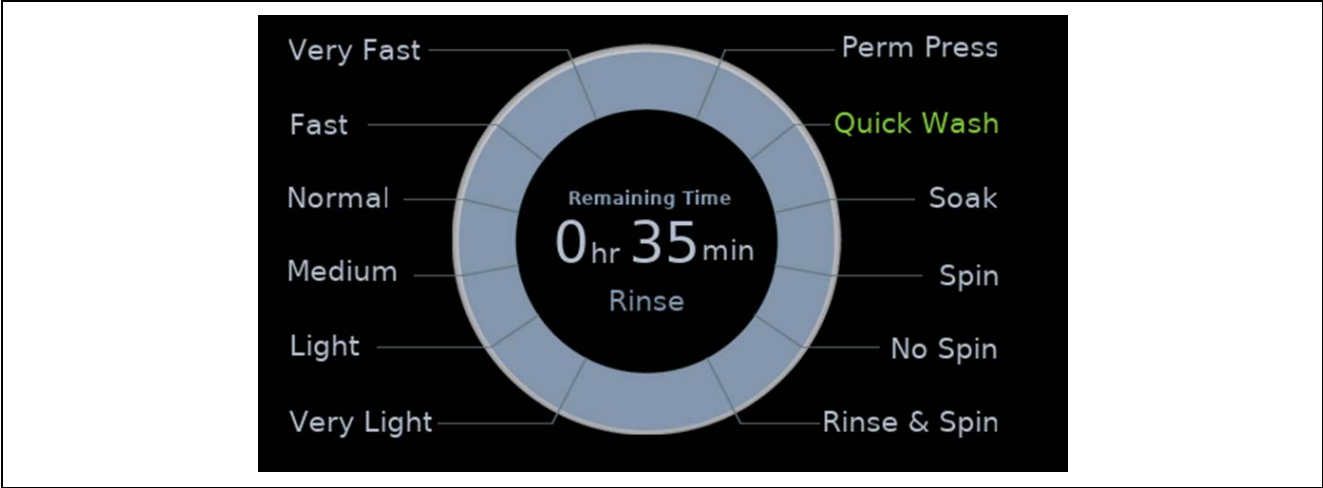 Very Fast
Perm Press
Fast
Quick Wash
Normal
Soak
Remaining Time
0hr 35min
Medium
Spin
Rinse
Light
No Spin
Very Light
Rinse & Spin